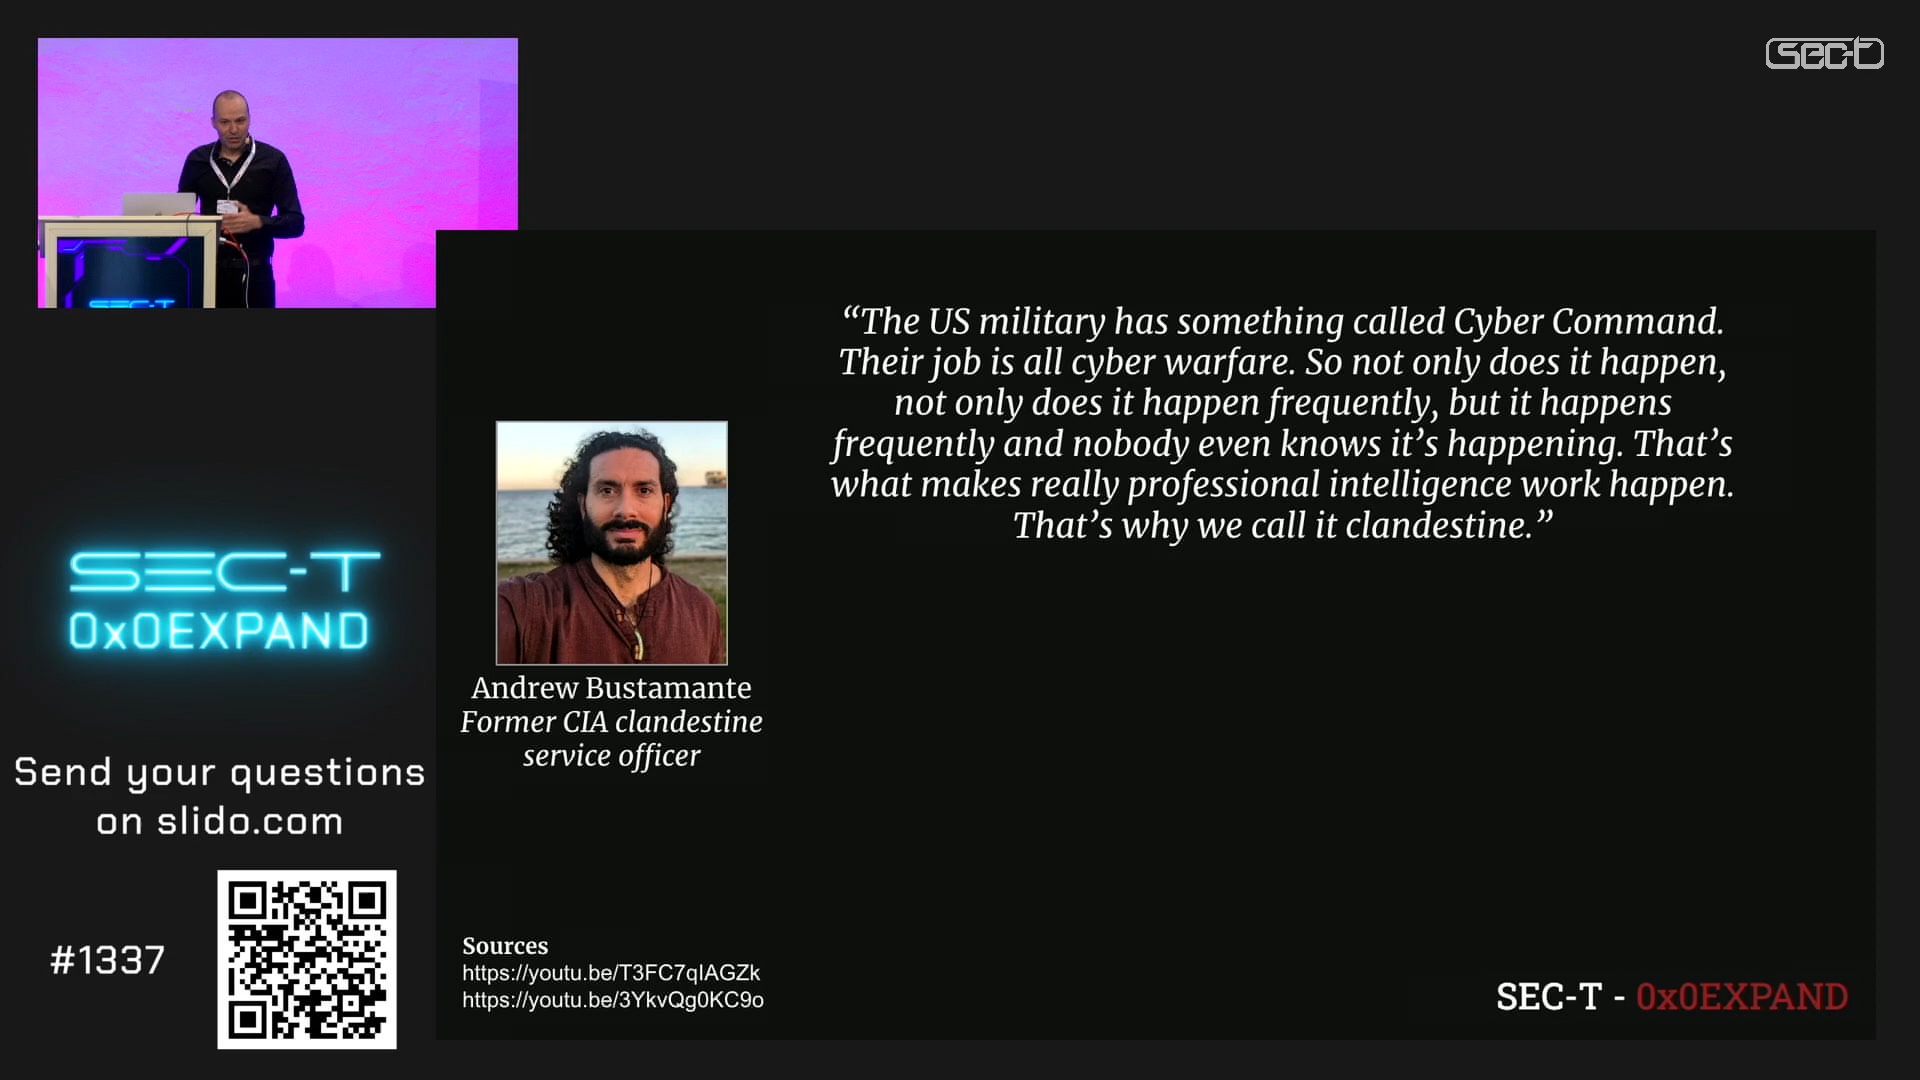 sec-t
SEC-T
“The US military has something called Cyber Command.
Their job is all cyber warfare. So not only does it happen,
not only does it happen frequently, but it happens
frequently and nobody even knows it’s happening. That’s
what makes really professional intelligence work happen.
That’s why we call it clandestine.”
Andrew Bustamante
Former CIA clandestine
service officer
SEC-T
0x0EXPAND
Send your questions
on slido.com
#1337
Sources
https://youtu.be/T3FC7qIAGZk
https://youtu.be/3YkvQg0KC9o
SEC-T - 0x0EXPAND